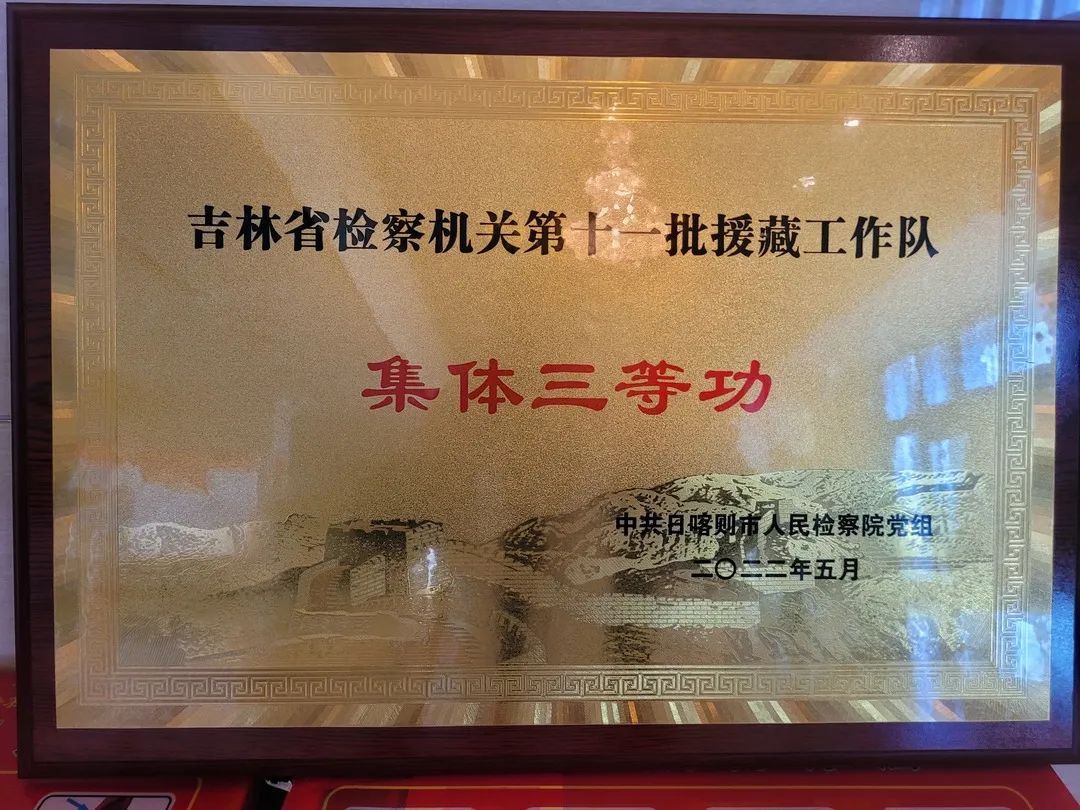 吉林省检察机关第十一批援藏工作队
集体三等功
中共日喀则市人民检察院党组
二〇二二年五月